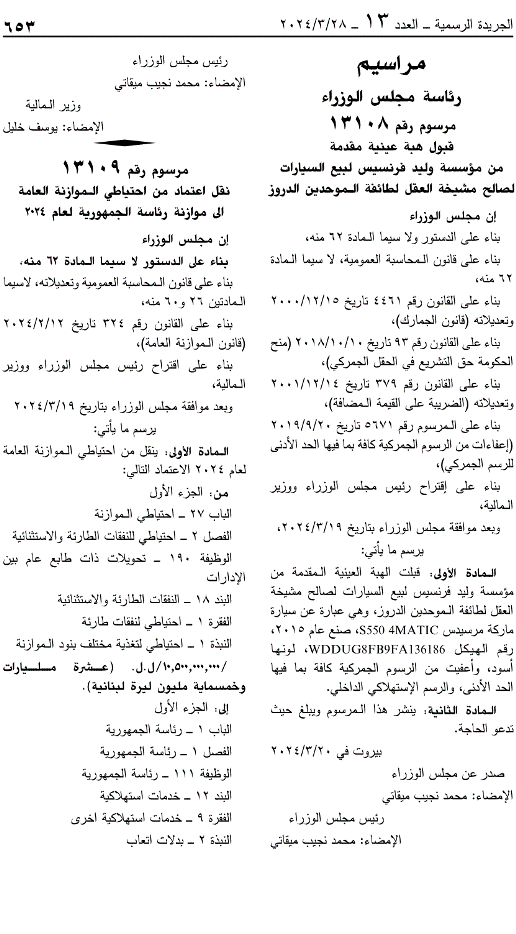 الجريدة الرسمية ــ العدد ١٣ ــ ٢٠٢٤/٣/٢٨
٦٥٣
مراسيم
رئاسة مجلس الوزراء
مرسوم رقم ١٣١٠٨
قبول هبة عينية مقدمة
من مؤسسة وليد فرنسيس لبيع السيارات
لصالح مشيخة العقل لطائفة الموحدين الدروز
إن مجلس الوزراء
بناء على الدستور ولا سيما المادة ٦٢ منه،
بناء على قانون المحاسبة العمومية، لا سيما المادة
٦٢ منه،
بناء على القانون رقم ٤٤٦١ تاريخ ٢٠٠٠/١٢/١٥
وتعديلاته (قانون الجمارك)،
بناء على القانون رقم ٩٣ تاريخ ٢٠١٨/١٠/١٠ (منح
الحكومة حق التشريع في الحقل الجمركي)،
بناء على القانون رقم ٣٧٩ تاريخ ٢٠٠١/١٢/١٤
وتعديلاته (الضريبة على القيمة المضافة)،
بناء على المرسوم رقم ٥٦٧١ تاريخ ٢٠١٩/٩/٢٠
(إعفاءات من الرسوم الجمركية كافة بما فيها الحد الأدنى
للرسم الجمركي)،
بناء على إقتراح رئيس مجلس الوزراء ووزير
المالية،
وبعد موافقة مجلس الوزراء بتاريخ ٢٠٢٤/٣/١٩،
يرسم ما يأتي:
المادة الأولى: قبلت الهبة العينية المقدمة من
مؤسسة وليد فرنسيس لبيع السيارات لصالح مشيخة
العقل لطائفة الموحدين الدروز، وهي عبارة عن سيارة
ماركة مرسيدس S550 4MATIC، صنع عام ٢٠١٥،
رقم الهيكل WDDUG8FB9FA136186، لونها
أسود، وأعفيت من الرسوم الجمركية كافة بما فيها
الحد الأدنى، والرسم الإستهلاكي الداخلي.
المادة الثانية: ينشر هذا المرسوم ويبلغ حيث
تدعو الحاجة.
بيروت في ٢٠٢٤/٣/٢٠
صدر عن مجلس الوزراء
الإمضاء: محمد نجيب ميقاتي
رئيس مجلس الوزراء
الإمضاء: محمد نجيب ميقاتي
رئيس مجلس الوزراء
الإمضاء: محمد نجيب ميقاتي
وزير المالية
الإمضاء: يوسف خليل
مرسوم رقم ١٣١٠٩
نقل اعتماد من احتياطي الموازنة العامة
الى موازنة رئاسة الجمهورية لعام ٢٠٢٤
إن مجلس الوزراء
بناء على الدستور لا سيما المادة ٦٢ منه،
بناء على قانون المحاسبة العمومية وتعديلاته، لاسيما
المادتين ٢٦ و٦٠ منه،
بناء على القانون رقم ٣٢٤ تاريخ ٢٠٢٤/٢/١٢
(قانون الموازنة العامة)،
بناء على اقتراح رئيس مجلس الوزراء ووزير
المالية،
وبعد موافقة مجلس الوزراء بتاريخ ٢٠٢٤/٣/١٩
يرسم ما يأتي:
المادة الأولى: ينقل من احتياطي الموازنة العامة
لعام ٢٠٢٤ الاعتماد التالي:
من: الجزء الأول
الباب ٢٧ ــ احتياطي الموازنة
الفصل ٢ ــ احتياطي للنفقات الطارئة والاستثنائية
الوظيفة ١٩٠ ــ تحويلات ذات طابع عام بين
الإدارات
البند ١٨ ــ النفقات الطارئة والاستثنائية
الفقرة ١ ــ احتياطي لنفقات طارئة
النبذة ١ ــ احتياطي لتغذية مختلف بنود الموازنة
/١٠,٥٠٠,٠٠٠,٠٠٠/ل.ل. (عشرة مليارات
وخمسماية مليون ليرة لبنانية).
إلى: الجزء الأول
الباب ١ ــ رئاسة الجمهورية
الفصل ١ ــ رئاسة الجمهورية
الوظيفة ١١١ ــ رئاسة الجمهورية
البند ١٢ ــ خدمات استهلاكية
الفقرة ٩ ــ خدمات استهلاكية اخرى
النبذة ٢ ــ بدلات اتعاب